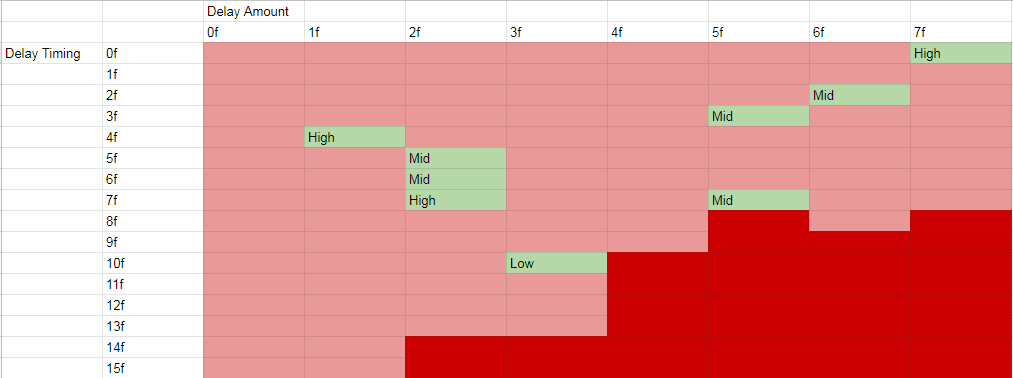 Delay Amount
0f 1f 2f 3f 4f 5f 6f 7f
Delay Timing 0f High
1f
2f Mid
3f Mid
4f High
5f Mid
6f Mid
7f High Mid
8f
9f
10f Low
11f
12f
13f
14f
15f